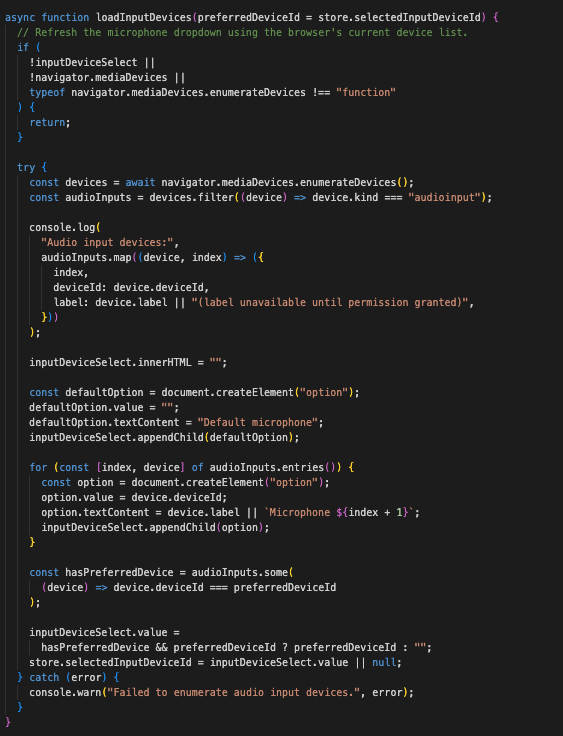 async function loadInputDevices(preferredDeviceId = store.selectedInputDeviceId) {
  // Refresh the microphone dropdown using the browser's current device list.
  if (
    !inputDeviceSelect ||
    !navigator.mediaDevices ||
    typeof navigator.mediaDevices.enumerateDevices !== "function"
  ) {
    return;
  }

  try {
    const devices = await navigator.mediaDevices.enumerateDevices();
    const audioInputs = devices.filter((device) => device.kind === "audioinput");

    console.log(
      "Audio input devices:",
      audioInputs.map((device, index) => ({
        index,
        deviceId: device.deviceId,
        label: device.label || "(label unavailable until permission granted)",
      }))
    );

    inputDeviceSelect.innerHTML = "";

    const defaultOption = document.createElement("option");
    defaultOption.value = "";
    defaultOption.textContent = "Default microphone";
    inputDeviceSelect.appendChild(defaultOption);

    for (const [index, device] of audioInputs.entries()) {
      const option = document.createElement("option");
      option.value = device.deviceId;
      option.textContent = device.label || `Microphone ${index + 1}`;
      inputDeviceSelect.appendChild(option);
    }

    const hasPreferredDevice = audioInputs.some(
      (device) => device.deviceId === preferredDeviceId
    );

    inputDeviceSelect.value =
      hasPreferredDevice && preferredDeviceId ? preferredDeviceId : "";
    store.selectedInputDeviceId = inputDeviceSelect.value || null;
  } catch (error) {
    console.warn("Failed to enumerate audio input devices.", error);
  }
}